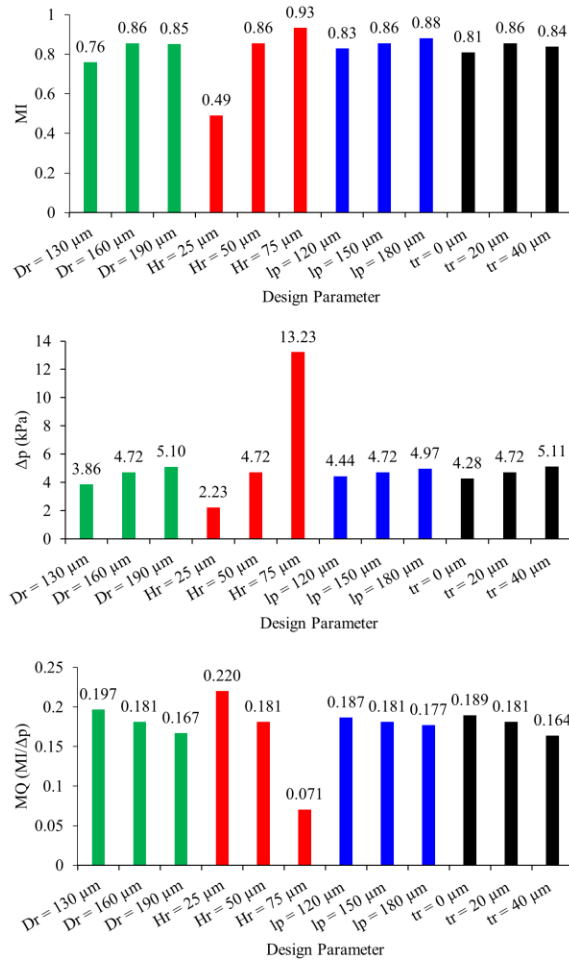 0.76 0.86 0.85 0.49 0.86 0.93 0.83 0.86 0.88 0.81 0.86 0.84
1
0.8
0.6
0.4
0.2
0
MI
Dr = 130 µm
Dr = 160 µm
Dr = 190 µm
Hr = 25 µm
Hr = 50 µm
Hr = 75 µm
lp = 120 µm
lp = 150 µm
lp = 180 µm
tr = 0 µm
tr = 20 µm
tr = 40 µm
Design Parameter
3.86 4.72 5.10 2.23 4.72 13.23 4.44 4.72 4.97 4.28 4.72 5.11
14
12
10
8
6
4
2
0
Δp (kPa)
Dr = 130 µm
Dr = 160 µm
Dr = 190 µm
Hr = 25 µm
Hr = 50 µm
Hr = 75 µm
lp = 120 µm
lp = 150 µm
lp = 180 µm
tr = 0 µm
tr = 20 µm
tr = 40 µm
Design Parameter
0.197 0.181 0.167 0.220 0.181 0.071 0.187 0.181 0.177 0.189 0.181 0.164
0.25
0.2
0.15
0.1
0.05
0
MQ (MI/Δp)
Dr = 130 µm
Dr = 160 µm
Dr = 190 µm
Hr = 25 µm
Hr = 50 µm
Hr = 75 µm
lp = 120 µm
lp = 150 µm
lp = 180 µm
tr = 0 µm
tr = 20 µm
tr = 40 µm
Design Parameter